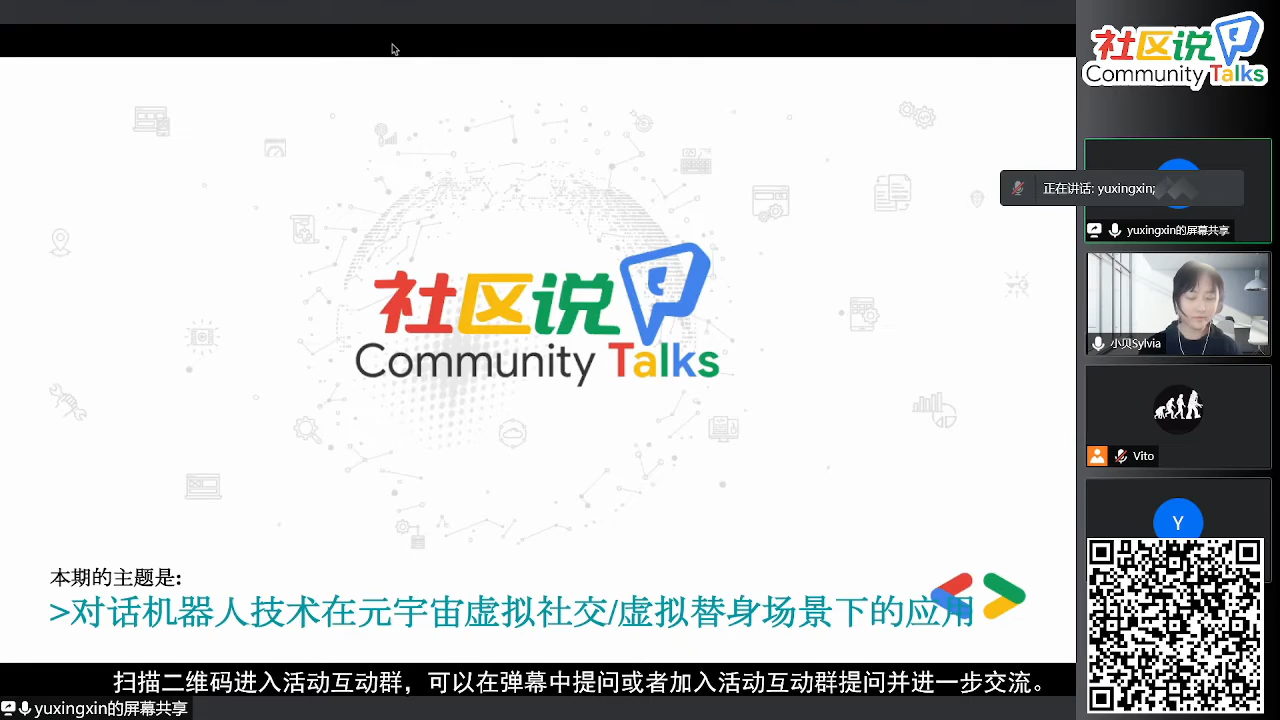 社区说
Community Talks
正在讲话: yuxingxin;
yuxingxin的屏幕共享
小贝Sylvia
Vito
Y
社区说
Community Talks
本期的主题是:
>对话机器人技术在元宇宙虚拟社交/虚拟替身场景下的应用
扫描二维码进入活动互动群，可以在弹幕中提问或者加入活动互动群提问并进一步交流。
yuxingxin的屏幕共享